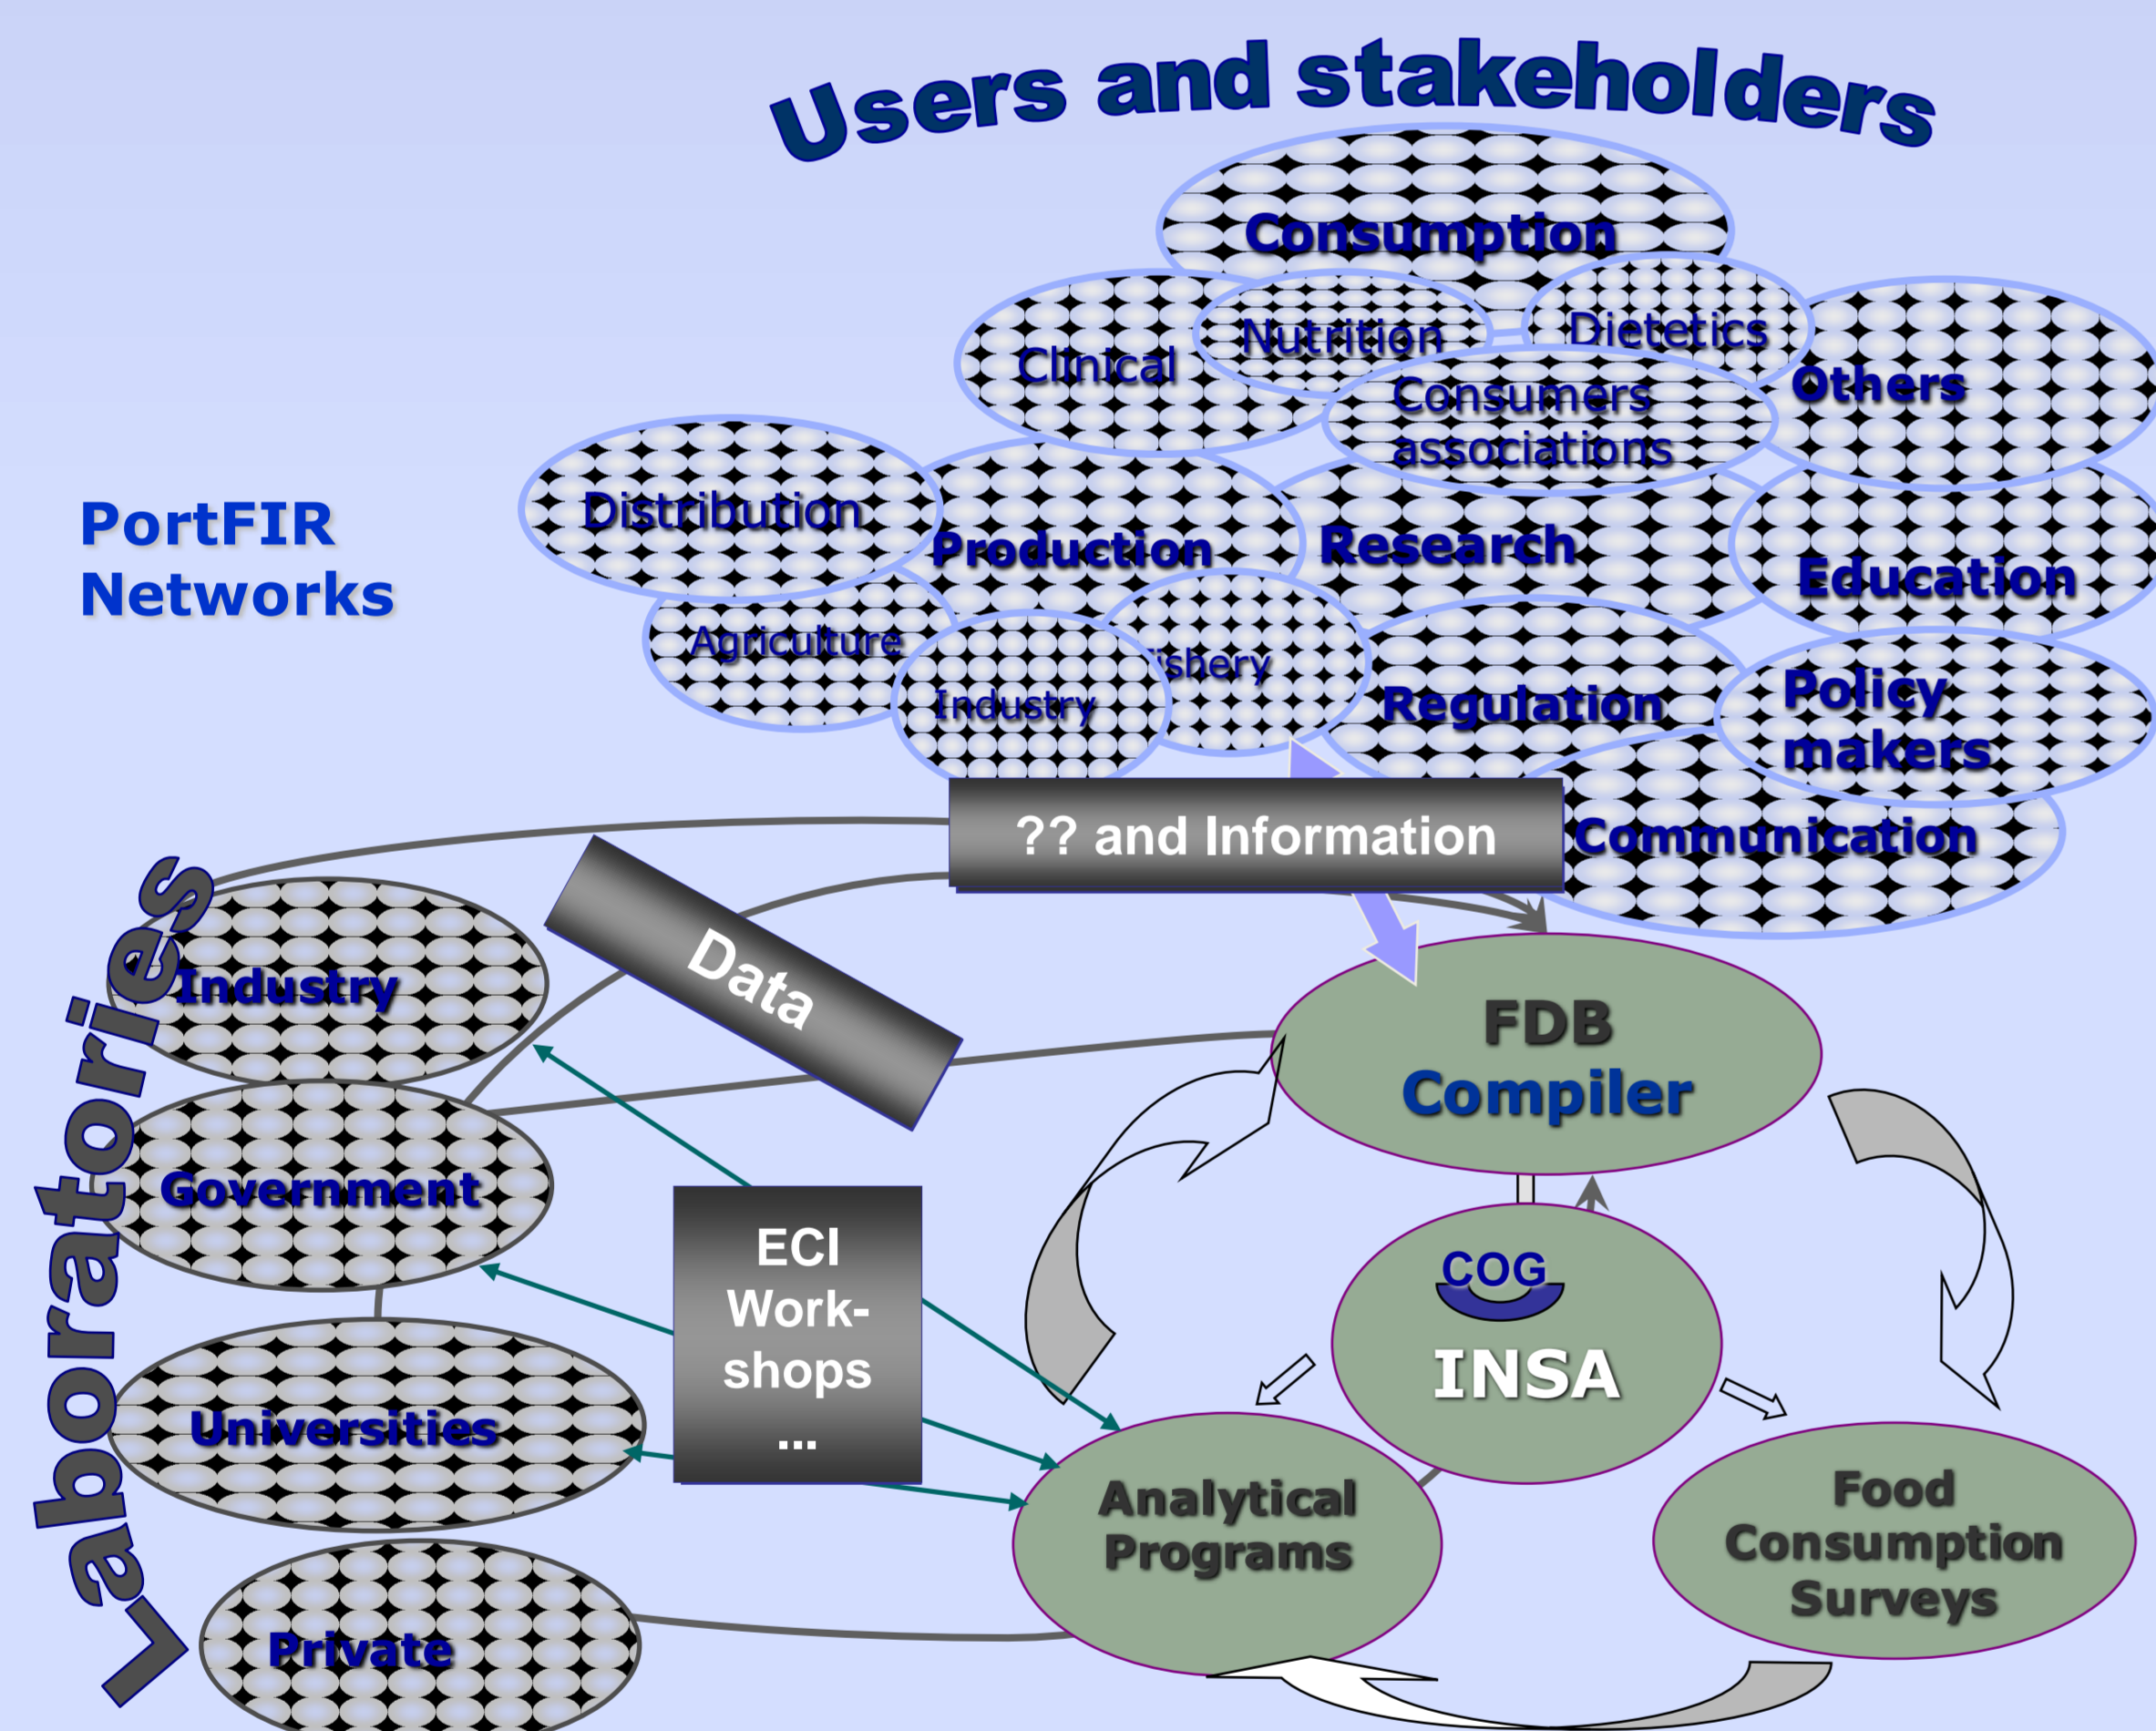 Users and stakeholders
Consumption
Nutrition
Dietetics
Clinical
Others
Consumers
associations
Distribution
PortFIR
Networks
Production
Research
Education
Agriculture
ishery
Industry
Regulation
Policy
makers
?? and Information
Communication
Laboratories
Data
Industry
FDB
Compiler
Government
ECI
Work-
shops
...
COG
INSA
Universities
Analytical
Programs
Food
Consumption
Surveys
Private